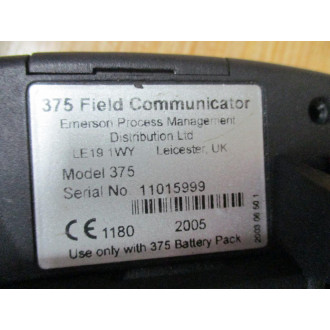 375 Field Communicator
Emerson Process Management
Distribution Ltd
LE19 1WY Leicester, UK
Model 375
Serial No 11015999
CE 1180 2005
Use only with 375 Battery Pack